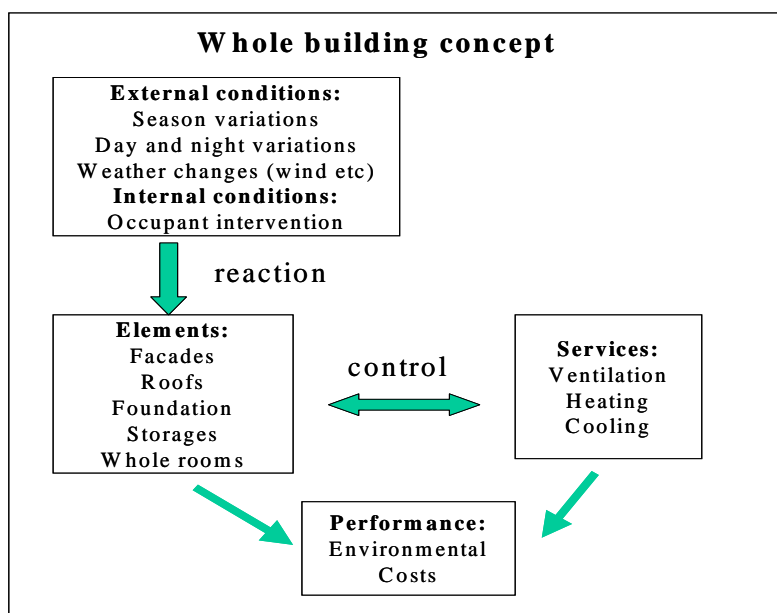 Whole building concept
External conditions:
Season variations
Day and night variations
Weather changes (wind etc)
Internal conditions:
Occupant intervention
reaction
Elements:
Facades
Roofs
Foundation
Storages
Whole rooms
control
Services:
Ventilation
Heating
Cooling
Performance:
Environmental
Costs